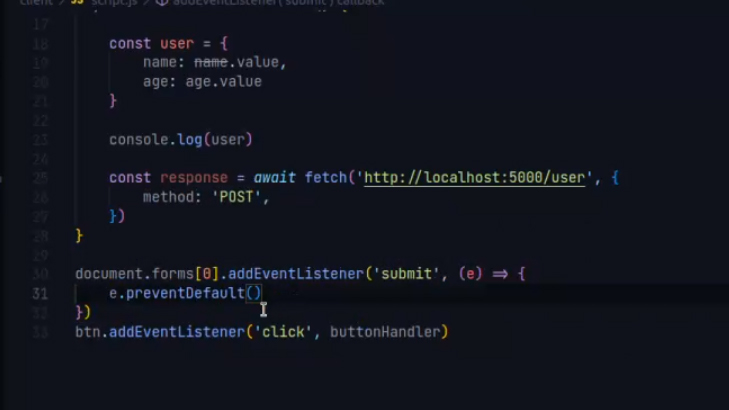 client > JS script.js > addEventListener('submit') callback
17
18 const user = {
19 name: name.value,
20 age: age.value
21 }
22
23 console.log(user)
24
25 const response = await fetch('http://localhost:5000/user', {
26 method: 'POST',
27 })
28 }
29
30 document.forms[0].addEventListener('submit', (e) => {
31 e.preventDefault()
32 })
33 btn.addEventListener('click', buttonHandler)